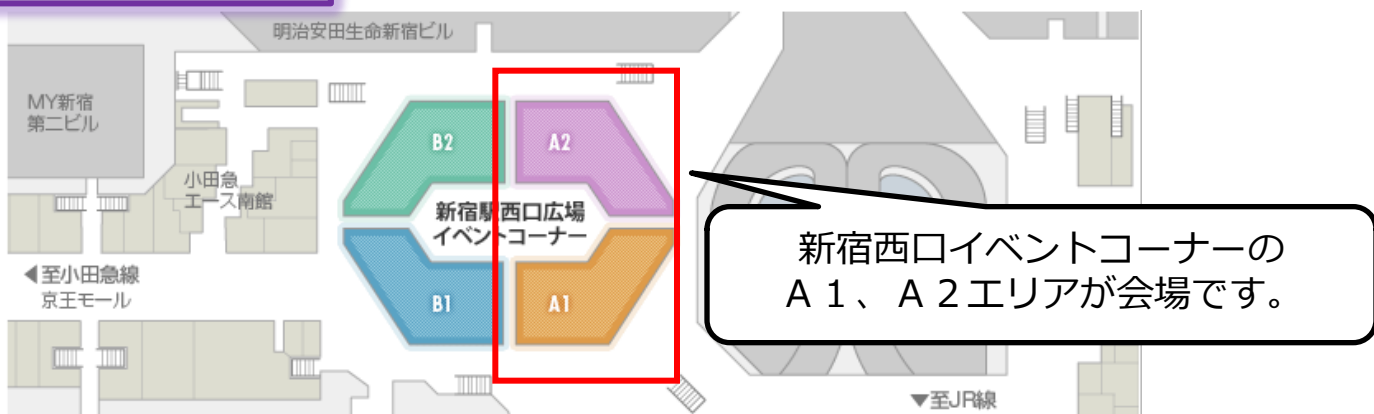 明治安田生命新宿ビル
MY新宿
第二ビル
B2
A2
小田急
エース南館
新宿駅西口広場
イベントコーナー
新宿西口イベントコーナーの
Ａ１、Ａ２エリアが会場です。
◀至小田急線
京王モール
B1
A1
▼至JR線